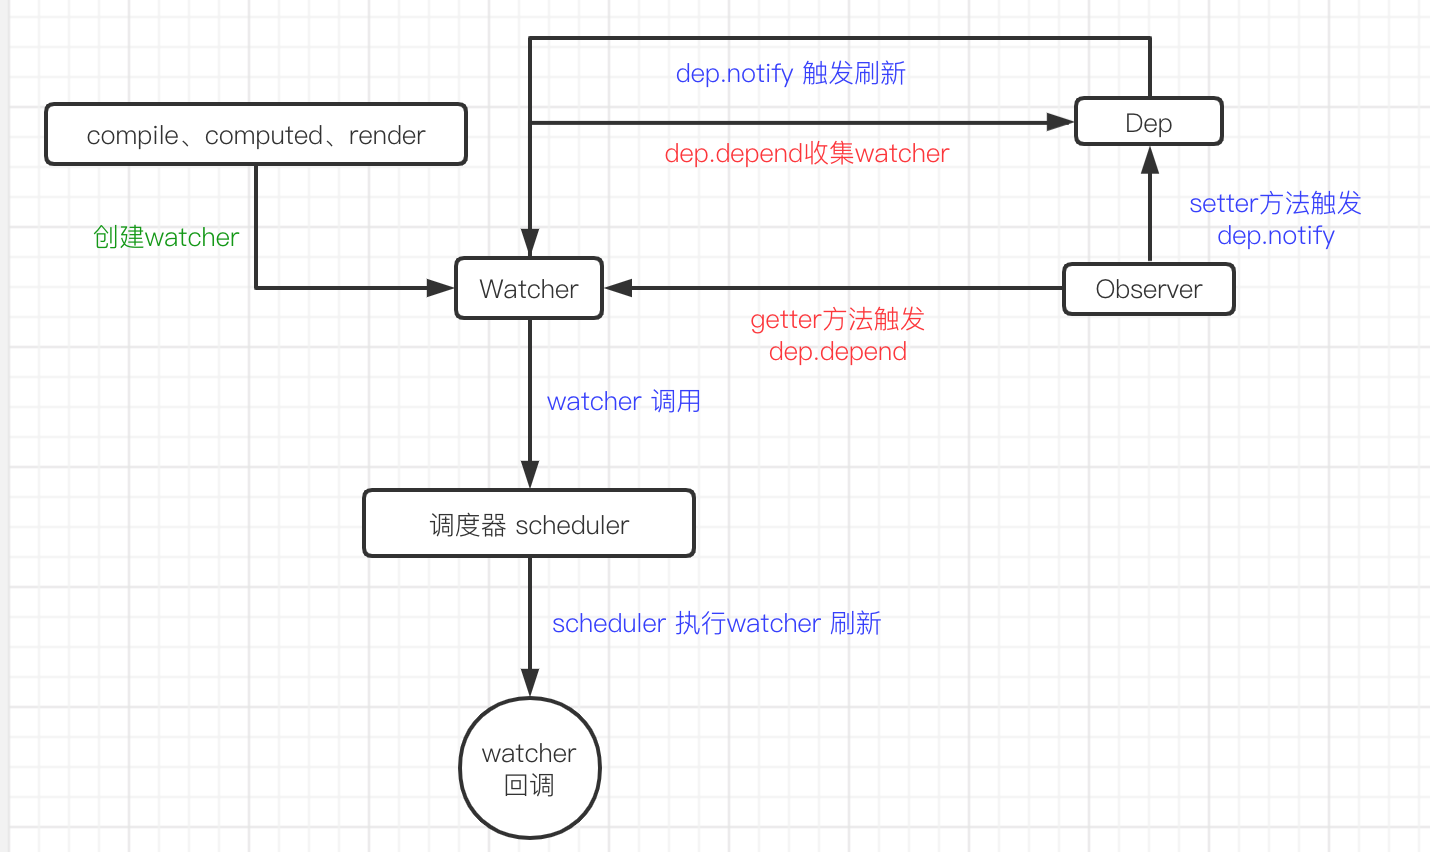 dep.notify 触发刷新
compile、computed、render
Dep
dep.depend收集watcher
setter方法触发
dep.notify
创建watcher
Watcher
Observer
getter方法触发
dep.depend
watcher 调用
调度器 scheduler
scheduler 执行watcher 刷新
watcher
回调